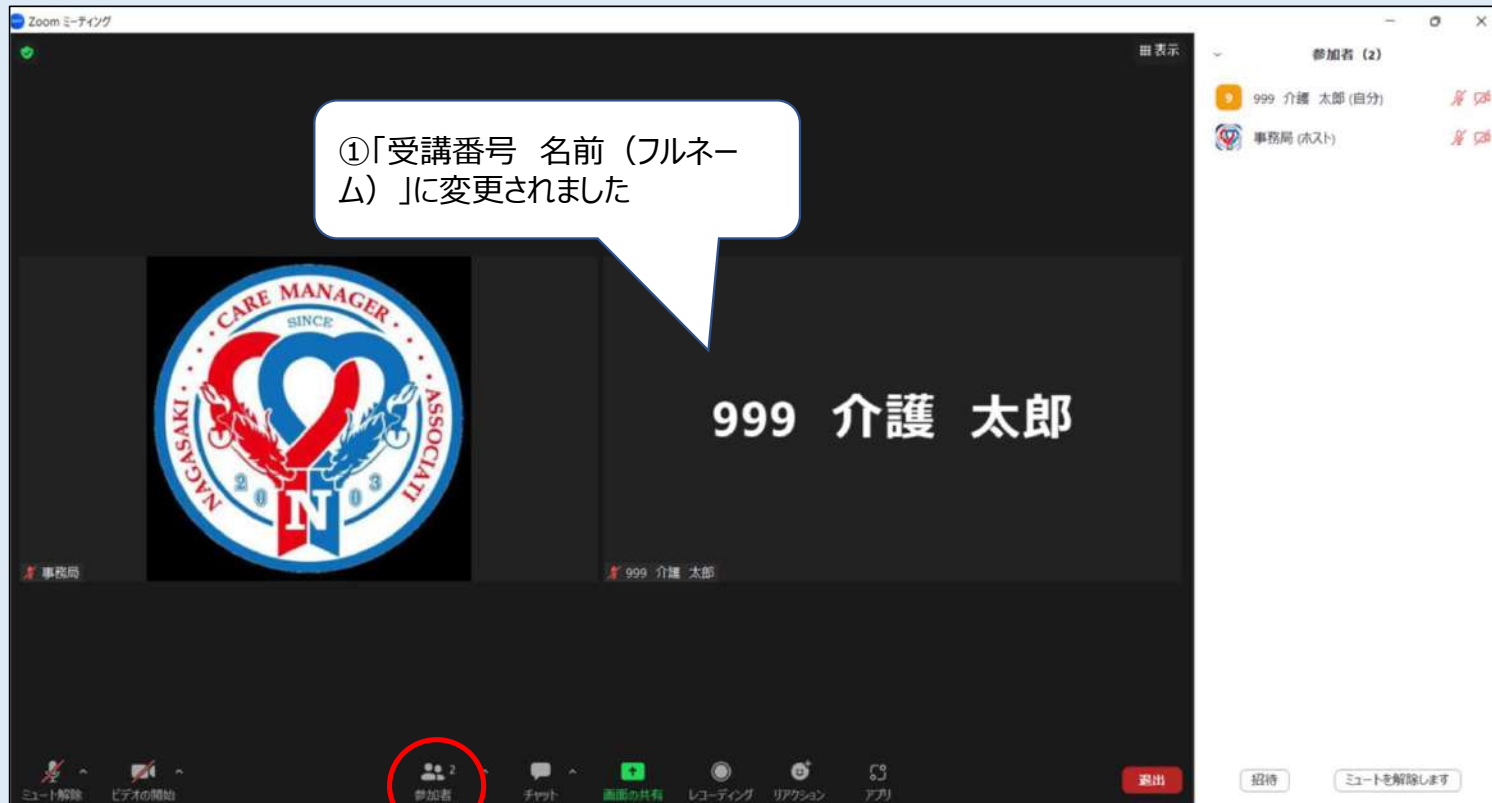 Zoom ミーティング
表示
参加者 (2)
9
999 介護 太郎 (自分)
事務局 (ホスト)
①「受講番号 名前（フルネー
ム）」に変更されました
NAGASAKI・・・・CARE MANAGER・・・・ASSOCIATI
SINCE
2003
N
999 介護 太郎
事務局
999 介護 太郎
2
ミュート解除
ビデオの開始
参加者
チャット
画面の共有
レコーディング
リアクション
アプリ
退出
招待
ミュートを解除します